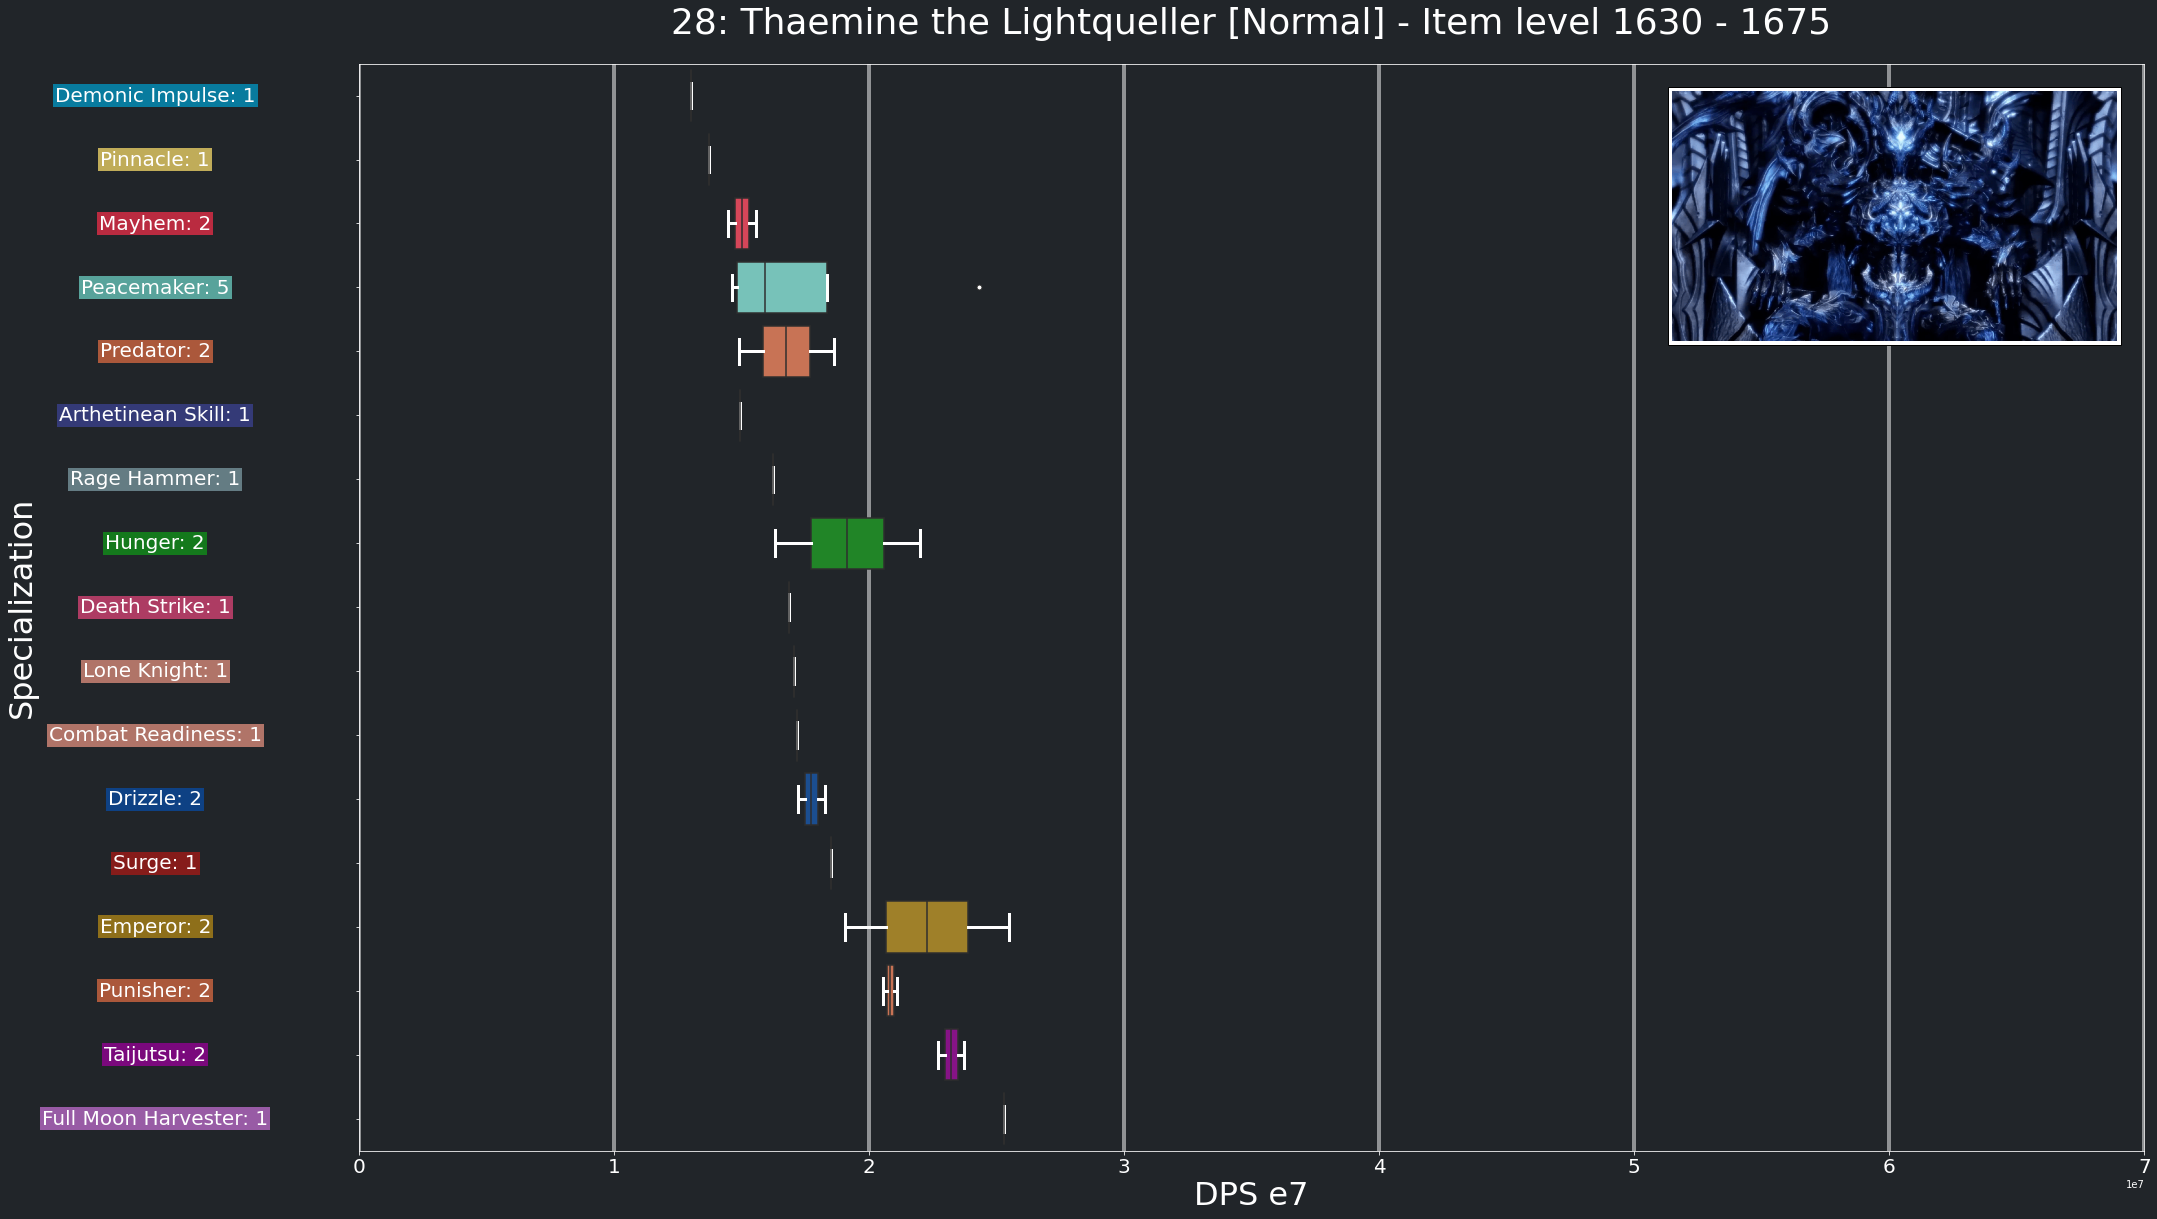 28: Thaemine the Lightqueller [Normal] - Item level 1630 - 1675
Specialization
Demonic Impulse: 1
Pinnacle: 1
Mayhem: 2
Peacemaker: 5
Predator: 2
Arthetinean Skill: 1
Rage Hammer: 1
Hunger: 2
Death Strike: 1
Lone Knight: 1
Combat Readiness: 1
Drizzle: 2
Surge: 1
Emperor: 2
Punisher: 2
Taijutsu: 2
Full Moon Harvester: 1
0 1 2 3 4 5 6 7
1e7
DPS e7